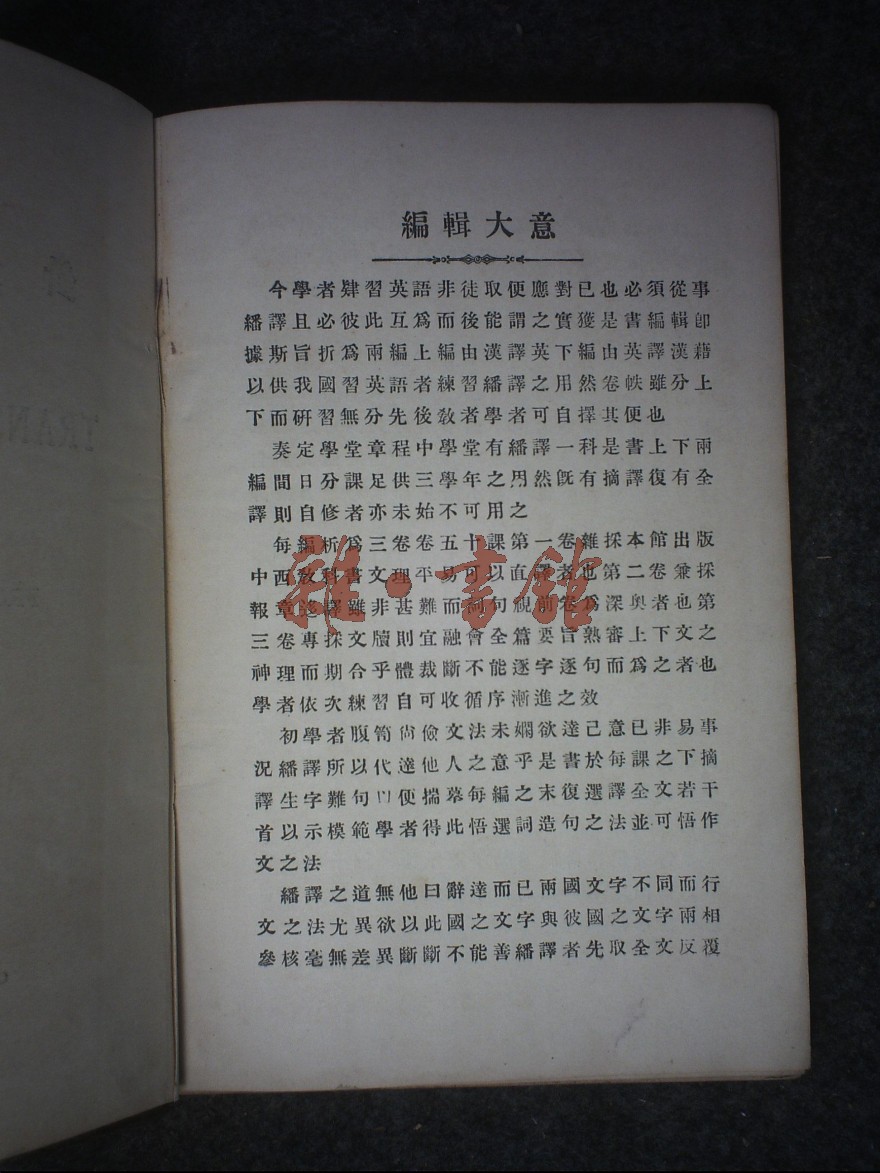 編輯大意
今學者肄習英語非徒取便應對已也必須從事
繙譯且必彼此互爲而後能謂之實獲是書編輯卽
據斯旨折爲兩編上編由漢譯英下編由英譯漢藉
以供我國習英語者練習繙譯之用然卷帙雖分上
下而研習無分先後敎者學者可自擇其便也
奏定學堂章程中學堂有繙譯一科是書上下兩
編間日分課足供三學年之用然旣有摘譯復有全
譯則自修者亦未始不可用之
每編析爲三卷卷五十課第一卷雜採本館出版
中西敎科書文理平易可以直譯者也第二卷兼採
報章迻譯雖非甚難而詞句視前卷爲深奧者也第
三卷專採文牘則宜融會全篇要旨熟審上下文之
神理而期合乎體裁斷不能逐字逐句而爲之者也
學者依次練習自可收循序漸進之效
初學者腹笥尙儉文法未嫻欲達己意已非易事
況繙譯所以代達他人之意乎是書於每課之下摘
譯生字難句以便揣摹每編之末復選譯全文若干
首以示模範學者得此悟選詞造句之法並可悟作
文之法
繙譯之道無他曰辭達而已兩國文字不同而行
文之法尤異欲以此國之文字與彼國之文字兩相
參核毫無差異斷斷不能善繙譯者先取全文反覆
雜·書館
TRAN